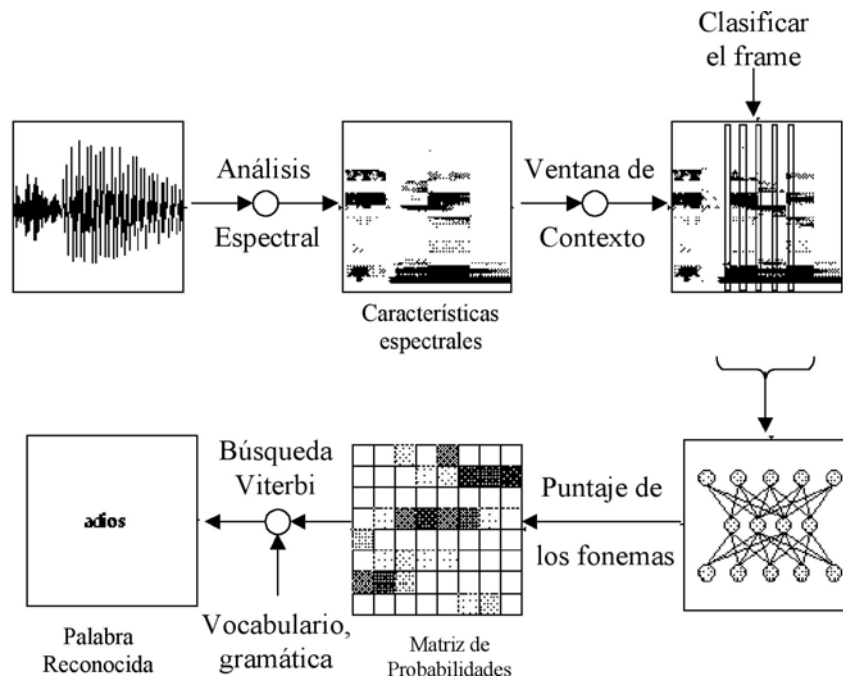 Clasificar
el frame
Análisis
Espectral
Ventana de
Contexto
Características
espectrales
Búsqueda
Viterbi
Puntaje de
los fonemas
adios
Palabra
Reconocida
Vocabulario,
gramática
Matriz de
Probabilidades